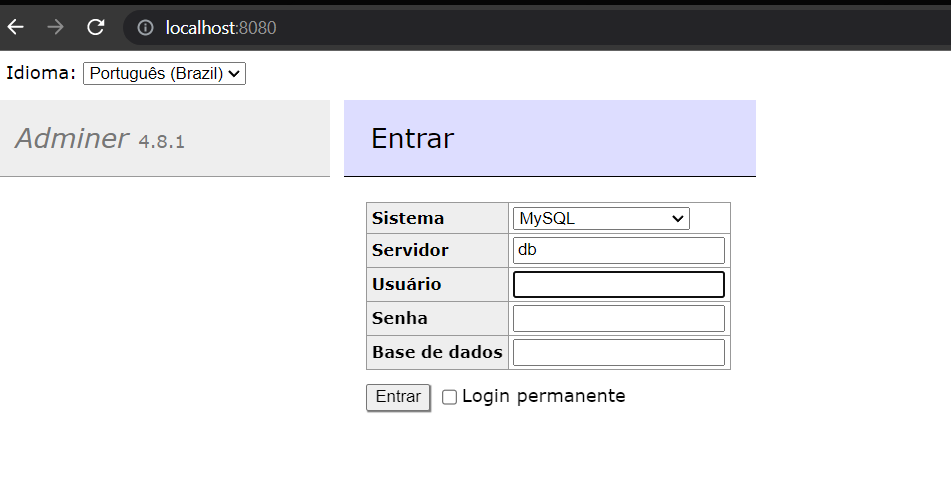 localhost:8080
Idioma: Português (Brazil)
Adminer 4.8.1
Entrar
Sistema MySQL
Servidor db
Usuário
Senha
Base de dados
Entrar Login permanente